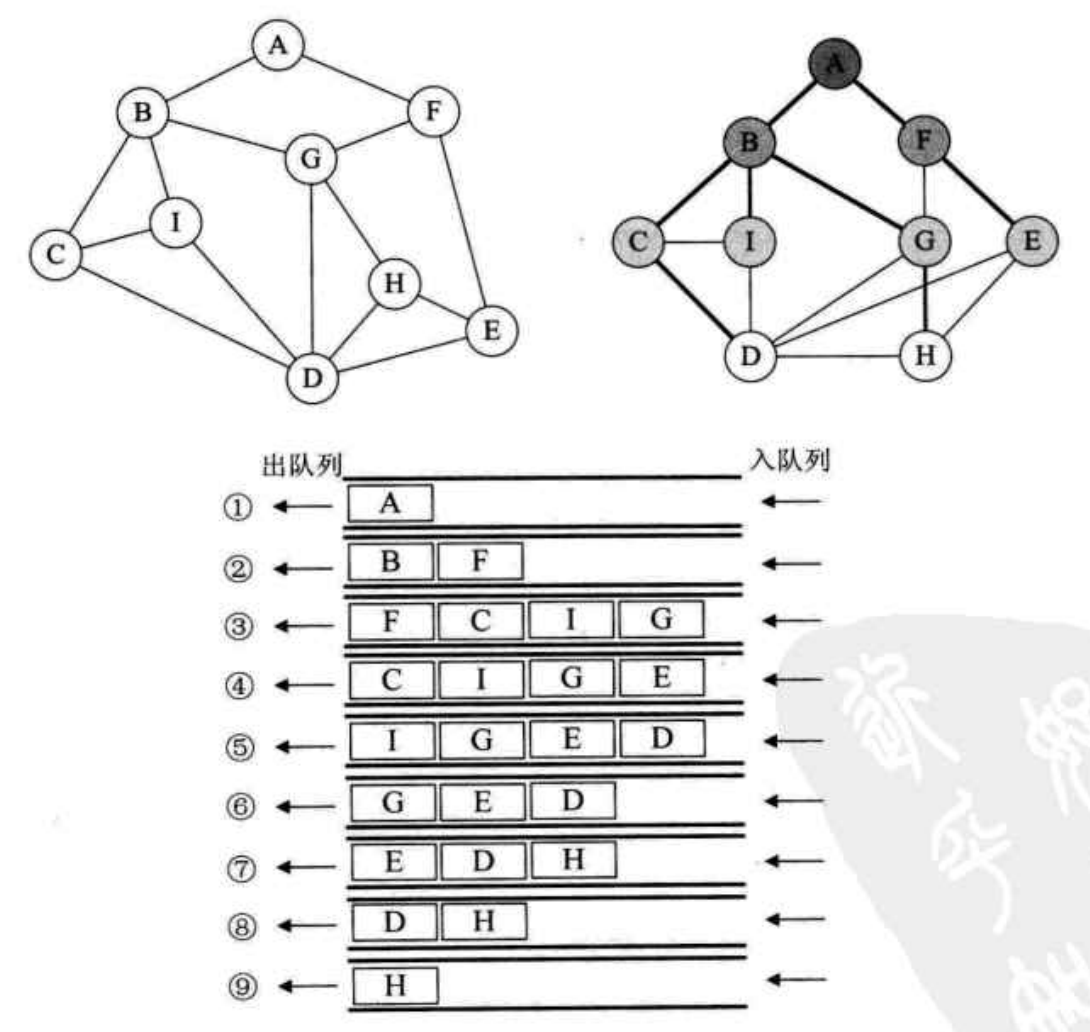 A
B
F
G
I
C
H
E
D
A
B
F
C
I
G
E
D
H
出队列 入队列
① A
② B F
③ F C I G
④ C I G E
⑤ I G E D
⑥ G E D
⑦ E D H
⑧ D H
⑨ H